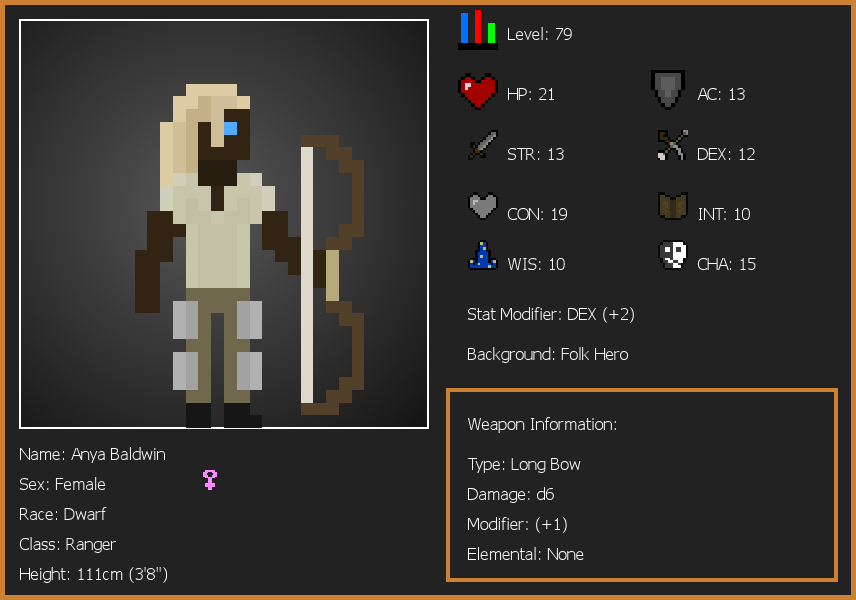 Level: 79
HP: 21
AC: 13
STR: 13
DEX: 12
CON: 19
INT: 10
WIS: 10
CHA: 15
Stat Modifier: DEX (+2)
Background: Folk Hero
Weapon Information:
Type: Long Bow
Damage: d6
Modifier: (+1)
Elemental: None
Name: Anya Baldwin
Sex: Female
Race: Dwarf
Class: Ranger
Height: 111cm (3'8")